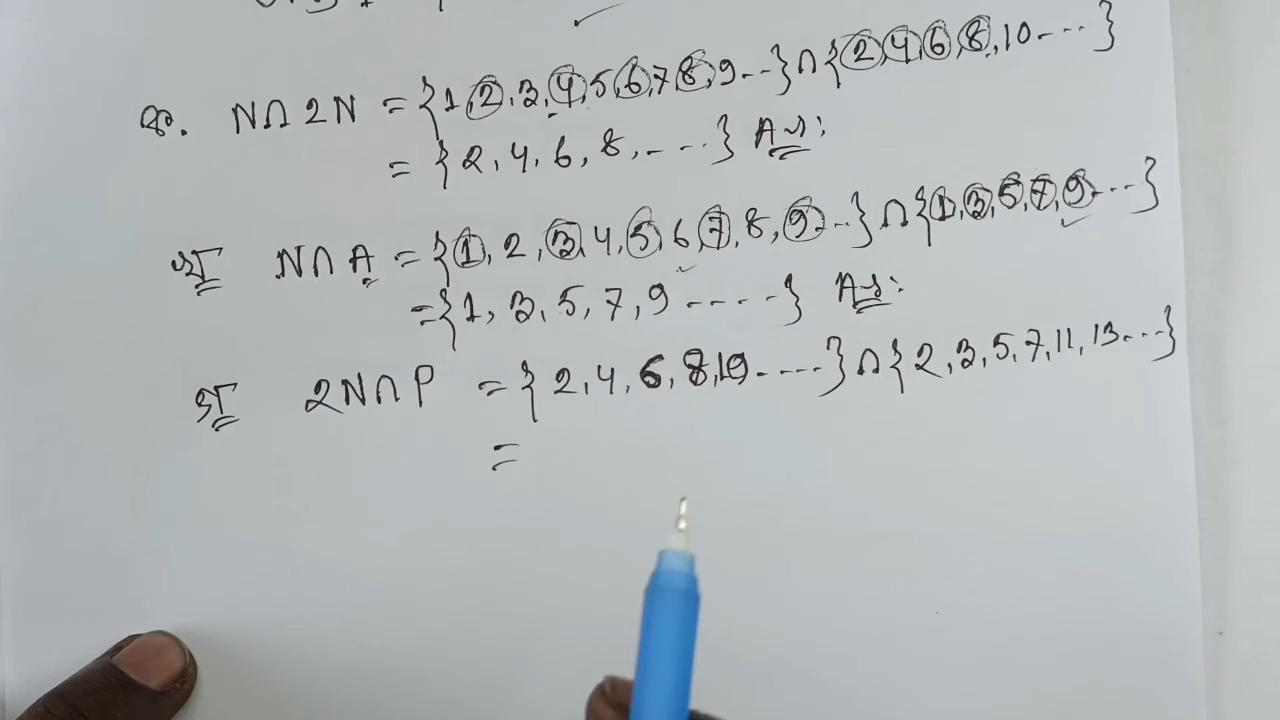 ক. N∩2N = {1, 2, 3, 4, 5, 6, 7, 8, 9...} ∩ {2, 4, 6, 8, 10.....}
= {2, 4, 6, 8, .....} Ans:
N∩A = {1, 2, 3, 4, 5, 6, 7, 8, 9...} ∩ {1, 3, 5, 7, 9.....}
= {1, 3, 5, 7, 9.....} Ans:
2N∩P = {2, 4, 6, 8, 10.....} ∩ {2, 3, 5, 7, 11, 13.....}
=